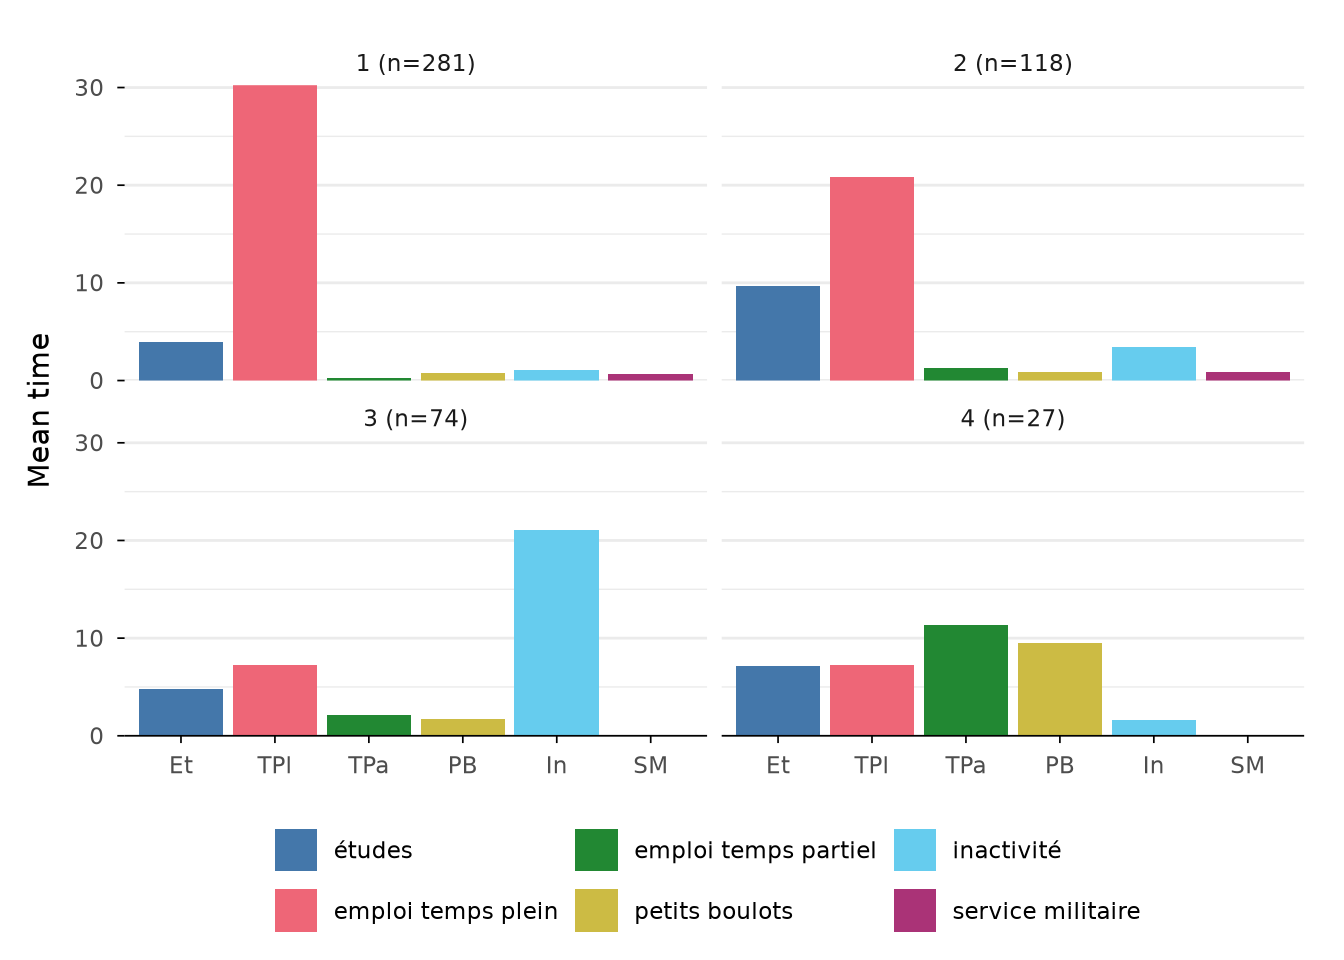 1 (n=281)
2 (n=118)
30
20
10
0
Mean time
3 (n=74)
4 (n=27)
30
20
10
0
Et TPl TPa PB In SM
Et TPl TPa PB In SM
études
emploi temps partiel
inactivité
emploi temps plein
petits boulots
service militaire